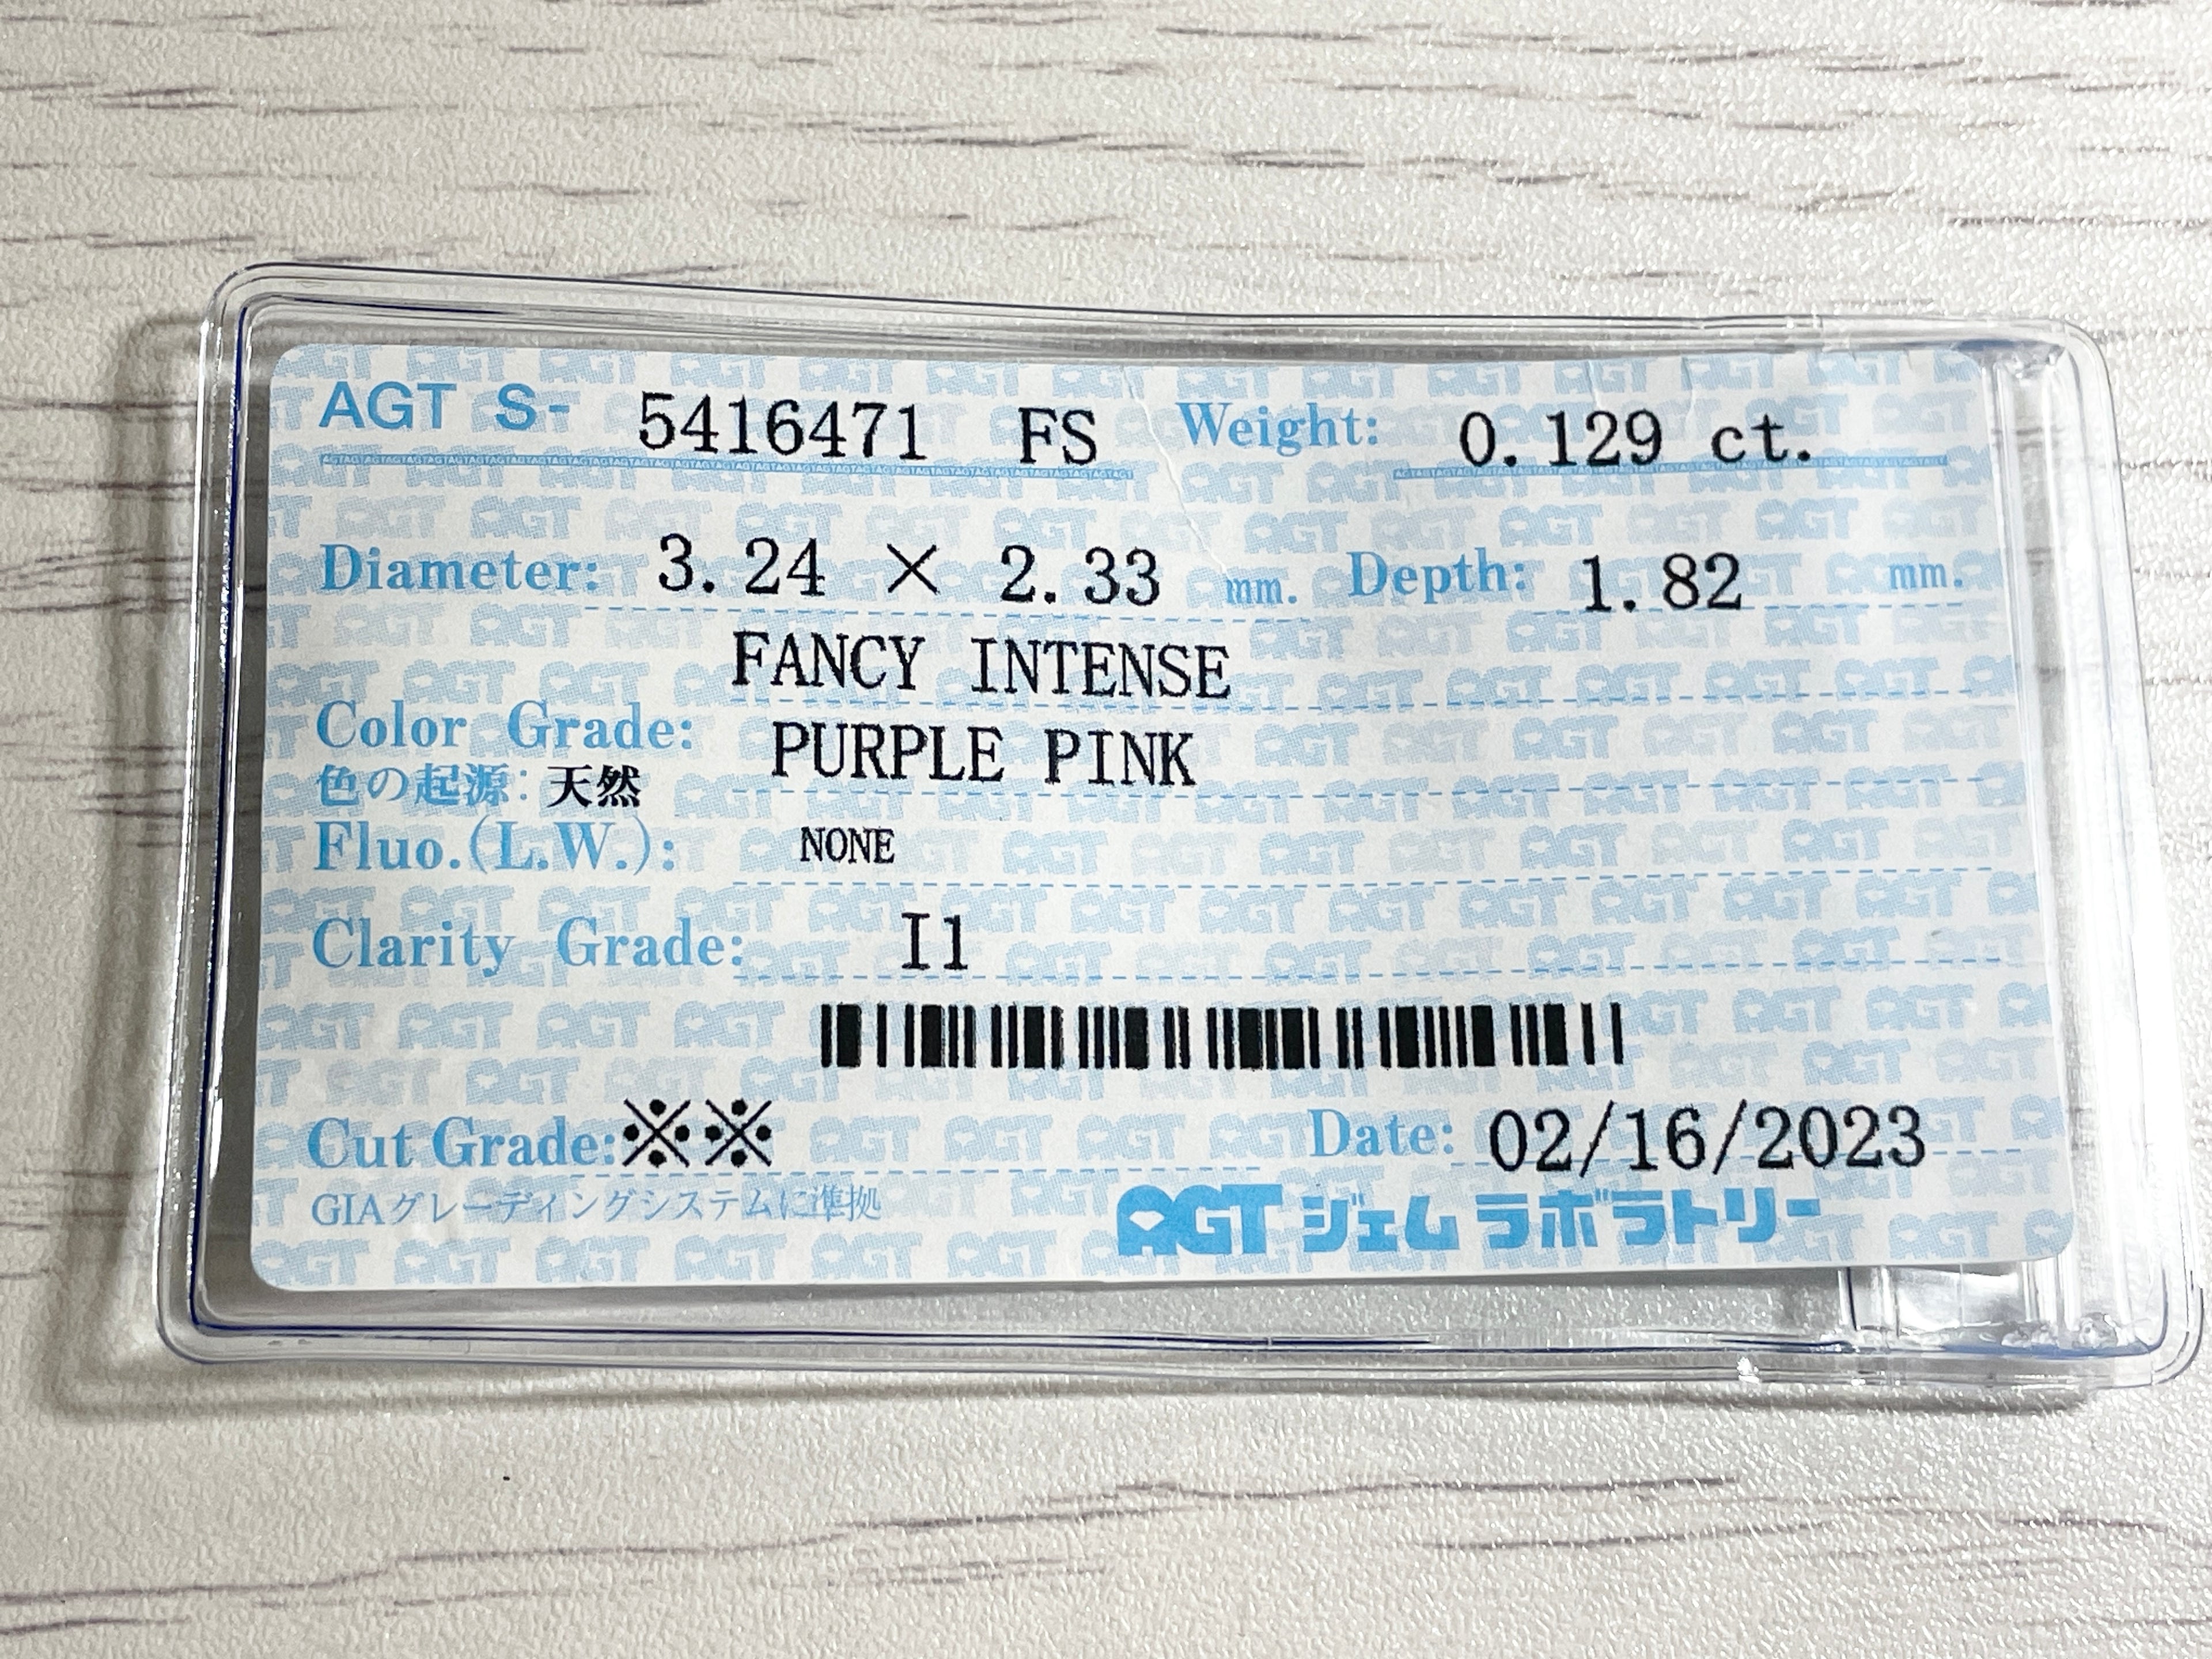 AGT S- 5416471 FS Weight: 0.129 ct.
Diameter: 3.24 × 2.33 mm. Depth: 1.82 mm.
FANCY INTENSE
Color Grade: PURPLE PINK
色の起源: 天然
Fluo.(L.W.): NONE
Clarity Grade: I1
Cut Grade:※※ Date: 02/16/2023
GIAグレーディングシステムに準拠
AGTジェムラボラトリー